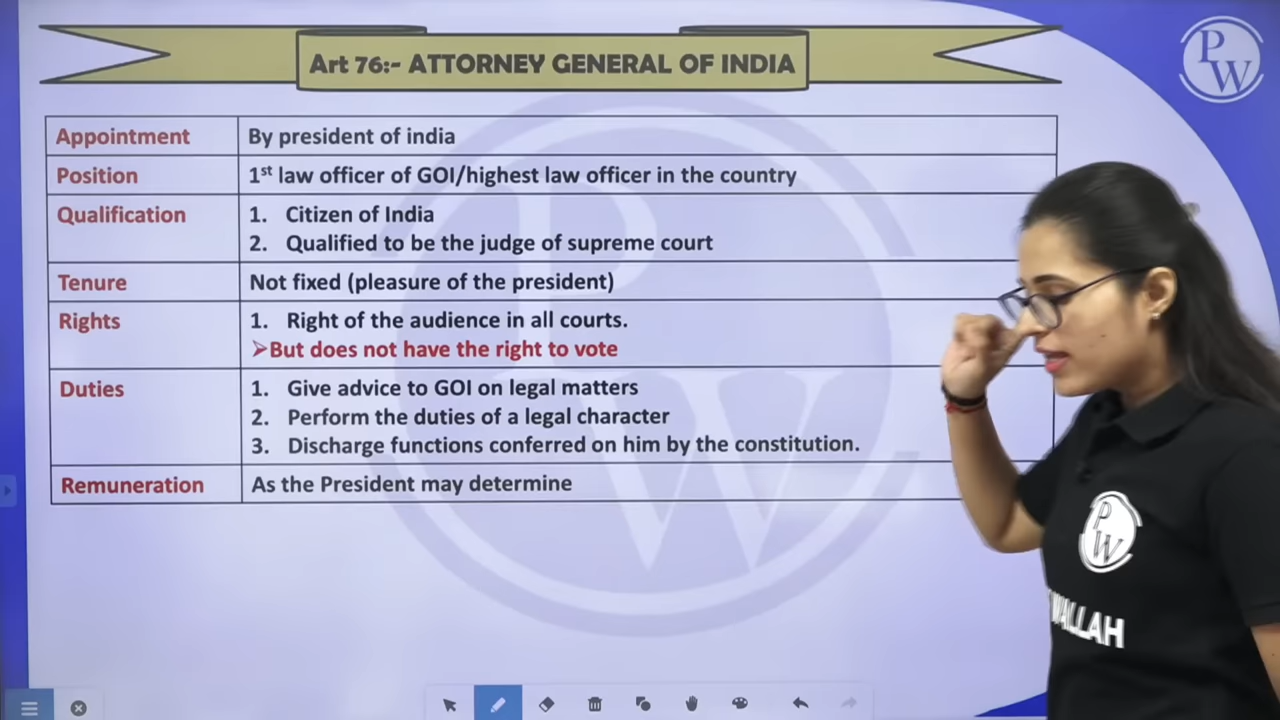 Art 76:- ATTORNEY GENERAL OF INDIA
PW
Appointment By president of india
Position 1st law officer of GOI/highest law officer in the country
Qualification 1. Citizen of India
2. Qualified to be the judge of supreme court
Tenure Not fixed (pleasure of the president)
Rights 1. Right of the audience in all courts.
➢But does not have the right to vote
Duties 1. Give advice to GOI on legal matters
2. Perform the duties of a legal character
3. Discharge functions conferred on him by the constitution.
Remuneration As the President may determine
PW
WALLAH